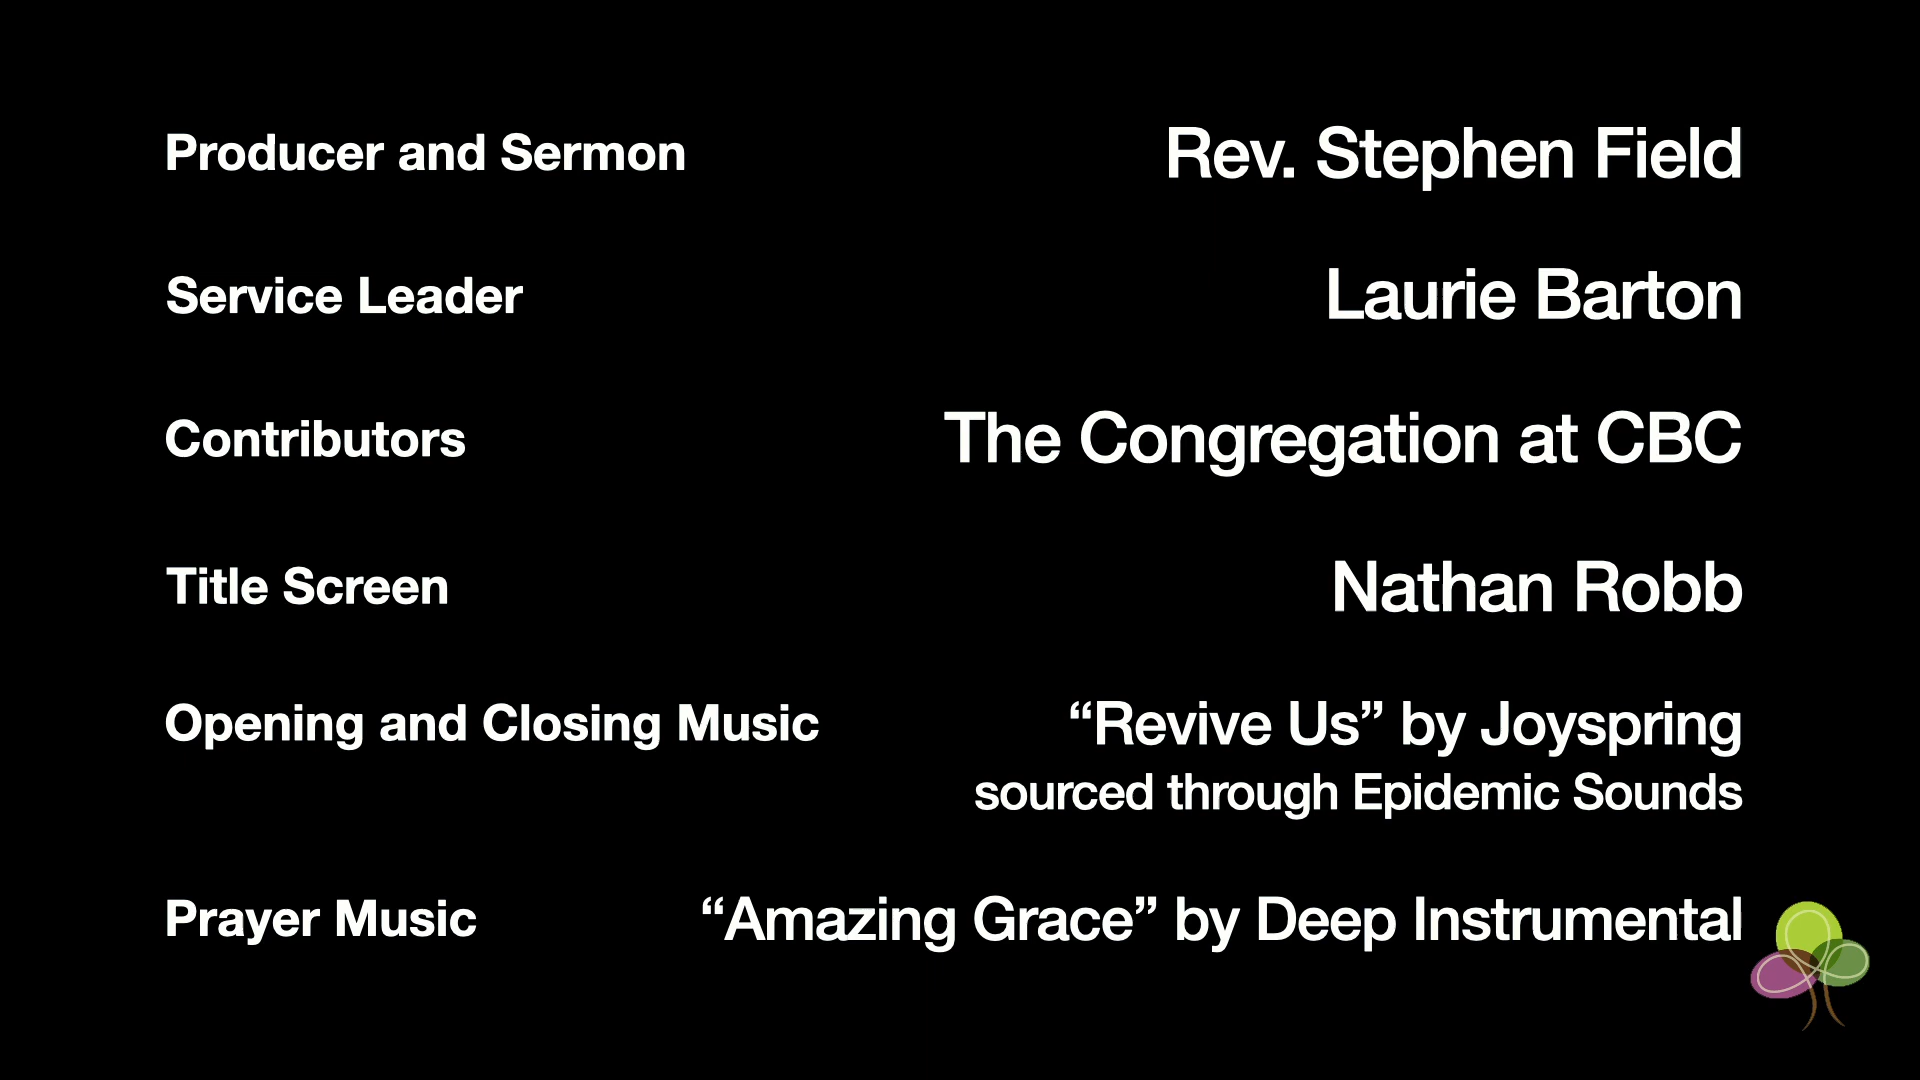 Producer and Sermon Rev. Stephen Field
Service Leader Laurie Barton
Contributors The Congregation at CBC
Title Screen Nathan Robb
Opening and Closing Music “Revive Us” by Joyspring
sourced through Epidemic Sounds
Prayer Music “Amazing Grace” by Deep Instrumental